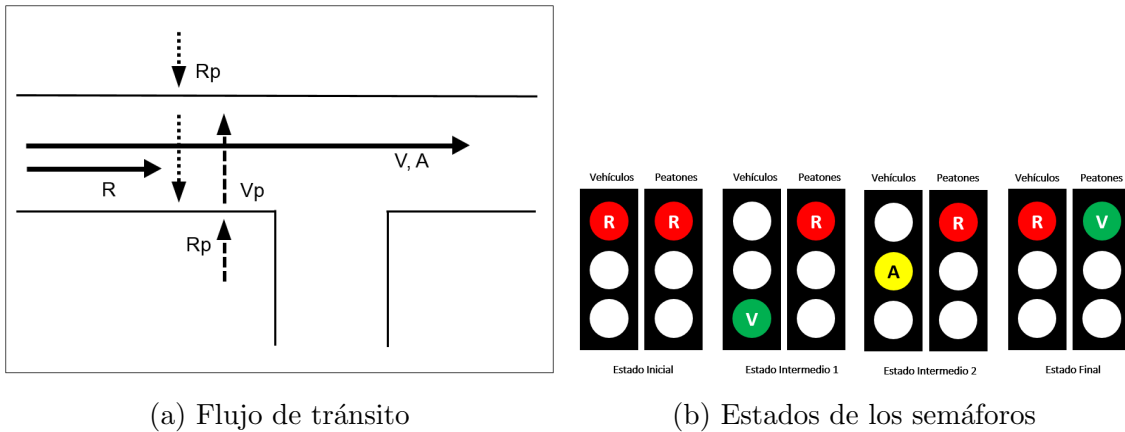 Rp
V, A
R
Vp
Rp
Vehículos Peatones Vehículos Peatones Vehículos Peatones Vehículos Peatones
R R R R R V
A
V
Estado Inicial Estado Intermedio 1 Estado Intermedio 2 Estado Final
(a) Flujo de tránsito (b) Estados de los semáforos